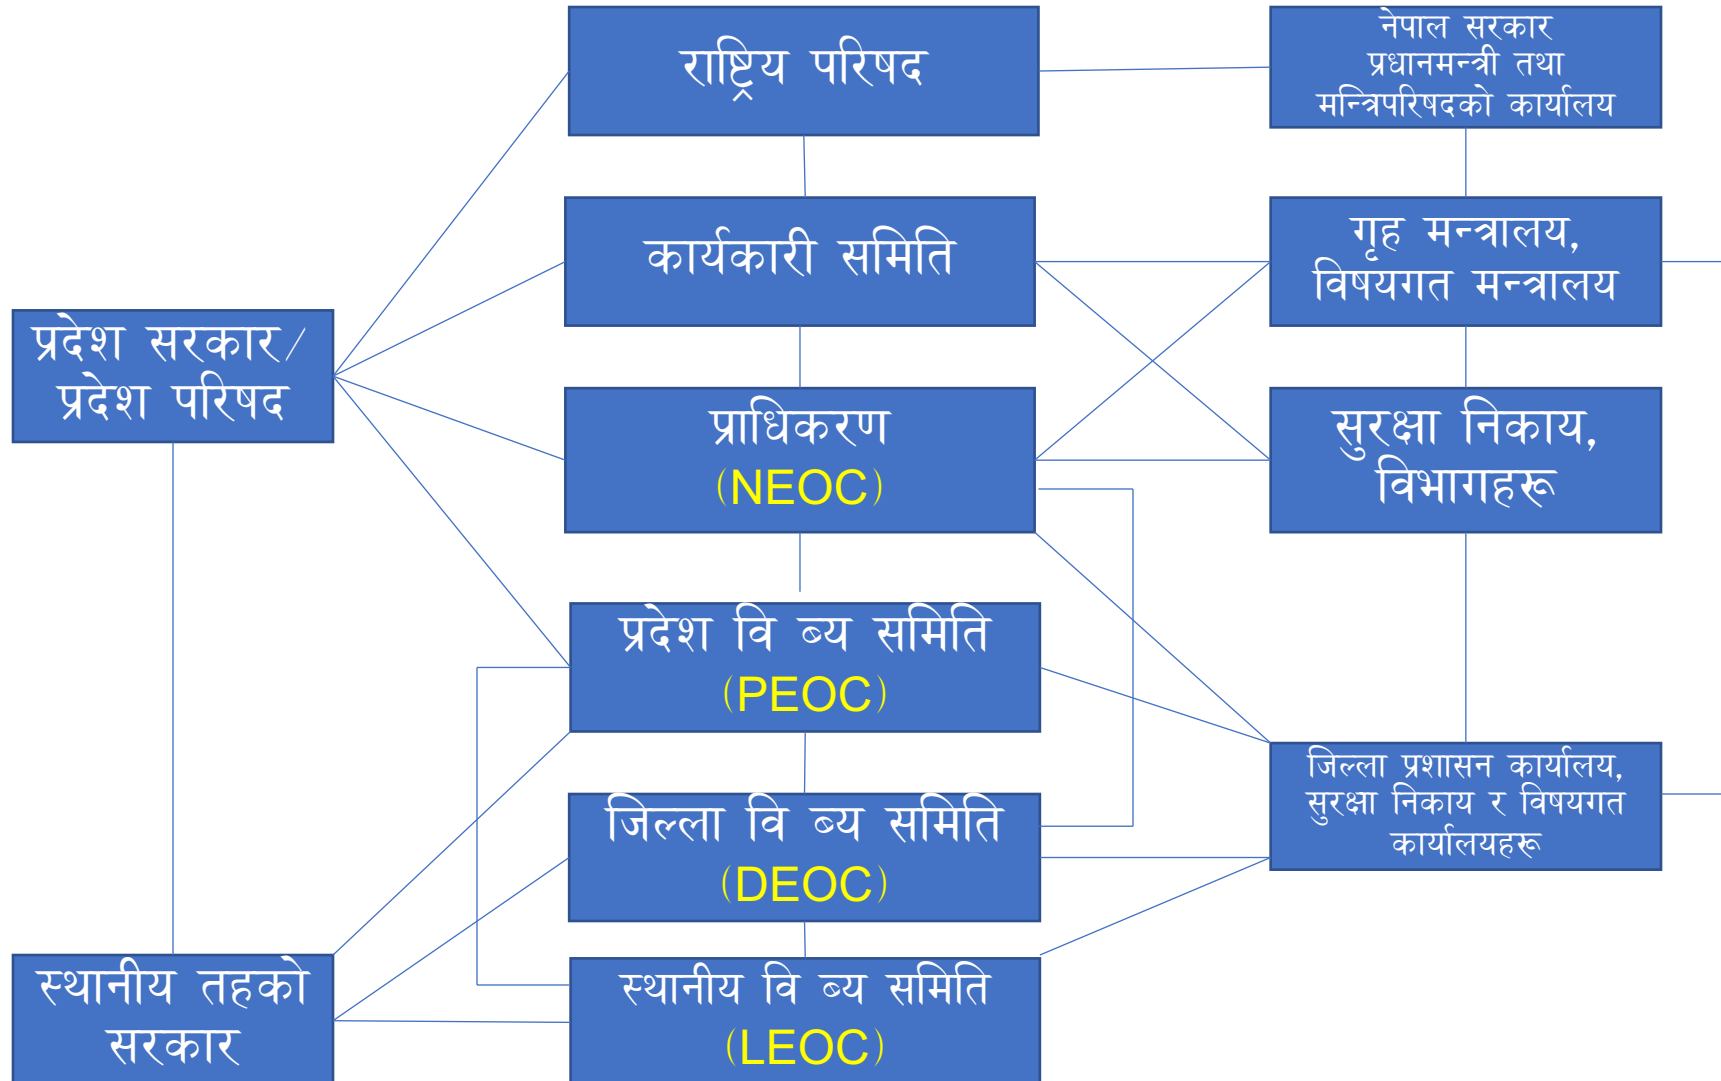 राष्ट्रिय परिषद
नेपाल सरकार
प्रधानमन्त्री तथा
मन्त्रिपरिषदको कार्यालय
कार्यकारी समिति
गृह मन्त्रालय,
विषयगत मन्त्रालय
प्रदेश सरकार/
प्रदेश परिषद
प्राधिकरण
(NEOC)
सुरक्षा निकाय,
विभागहरू
प्रदेश वि ब्य समिति
(PEOC)
जिल्ला प्रशासन कार्यालय,
सुरक्षा निकाय र विषयगत
कार्यालयहरू
जिल्ला वि ब्य समिति
(DEOC)
स्थानीय तहको
सरकार
स्थानीय वि ब्य समिति
(LEOC)